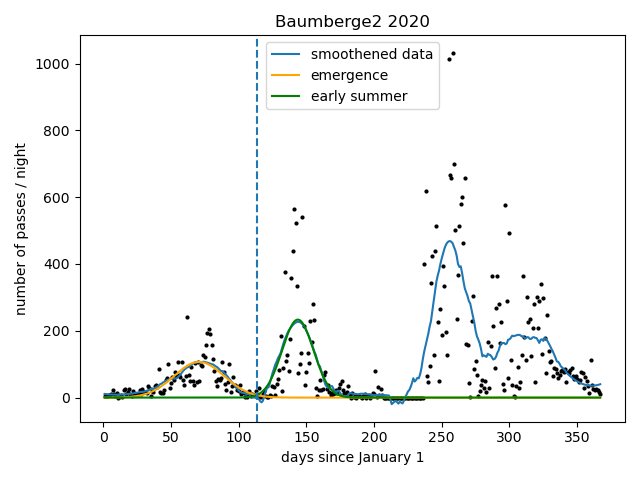 Baumberge2 2020
smoothened data
emergence
early summer
number of passes / night
1000
800
600
400
200
0
0 50 100 150 200 250 300 350
days since January 1